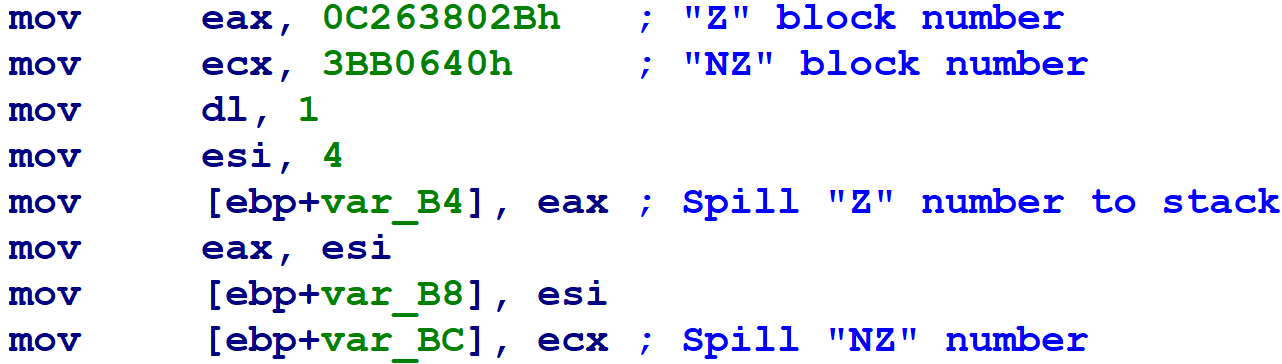 mov eax, 0C263802Bh ; "Z" block number
mov ecx, 3BB0640h ; "NZ" block number
mov dl, 1
mov esi, 4
mov [ebp+var_B4], eax ; Spill "Z" number to stack
mov eax, esi
mov [ebp+var_B8], esi
mov [ebp+var_BC], ecx ; Spill "NZ" number